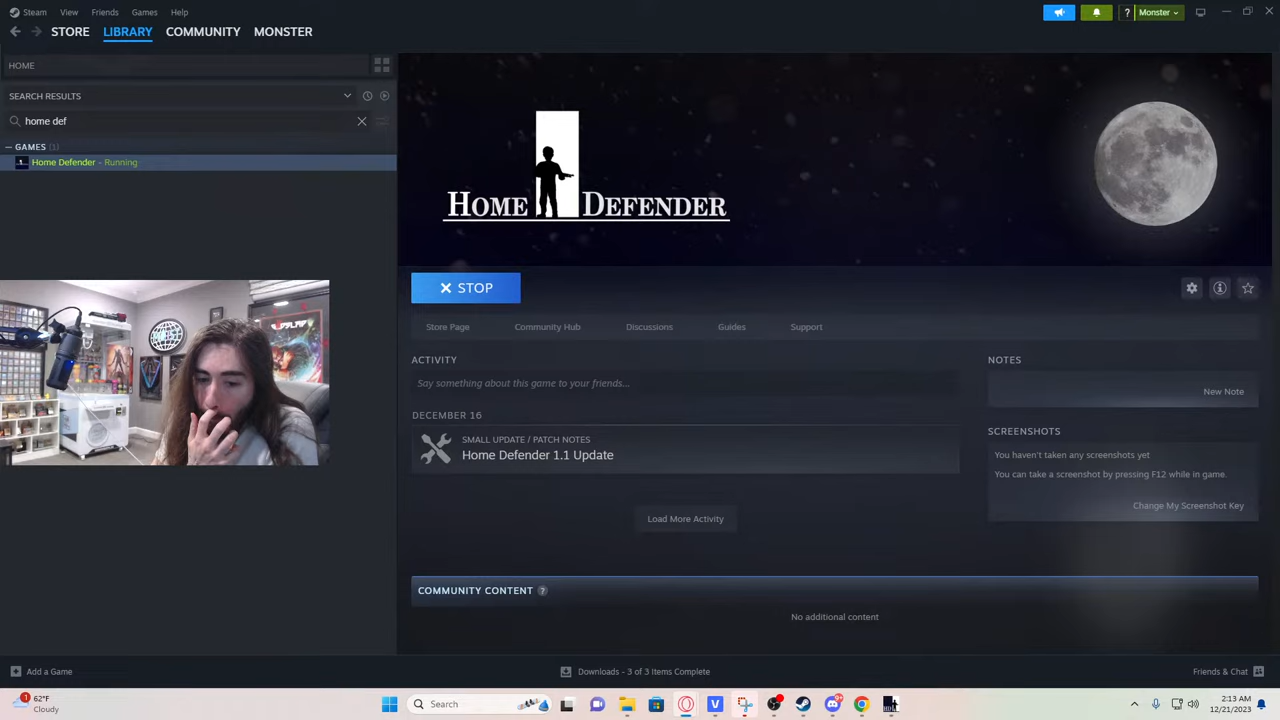 Steam View Friends Games Help
? Monster
STORE LIBRARY COMMUNITY MONSTER
HOME
SEARCH RESULTS
home def
GAMES (1)
Home Defender - Running
HOME DEFENDER
STOP
Store Page Community Hub Discussions Guides Support
ACTIVITY
Say something about this game to your friends...
DECEMBER 16
SMALL UPDATE / PATCH NOTES
Home Defender 1.1 Update
Load More Activity
NOTES
New Note
SCREENSHOTS
You haven't taken any screenshots yet
You can take a screenshot by pressing F12 while in game.
Change My Screenshot Key
COMMUNITY CONTENT ?
No additional content
Add a Game
Downloads - 3 of 3 Items Complete
Friends & Chat
1
62°F
Cloudy
Search
2:13 AM
12/21/2023